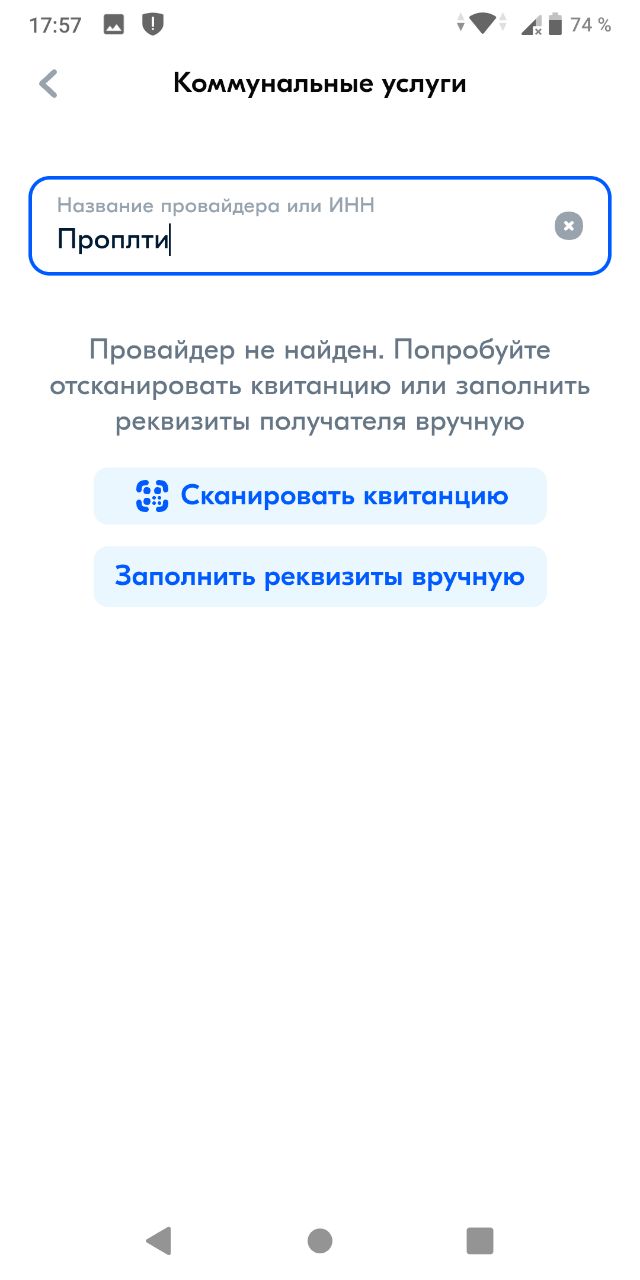 17:57
74 %
Коммунальные услуги
Название провайдера или ИНН
Проплти
Провайдер не найден. Попробуйте
отсканировать квитанцию или заполнить
реквизиты получателя вручную
Сканировать квитанцию
Заполнить реквизиты вручную